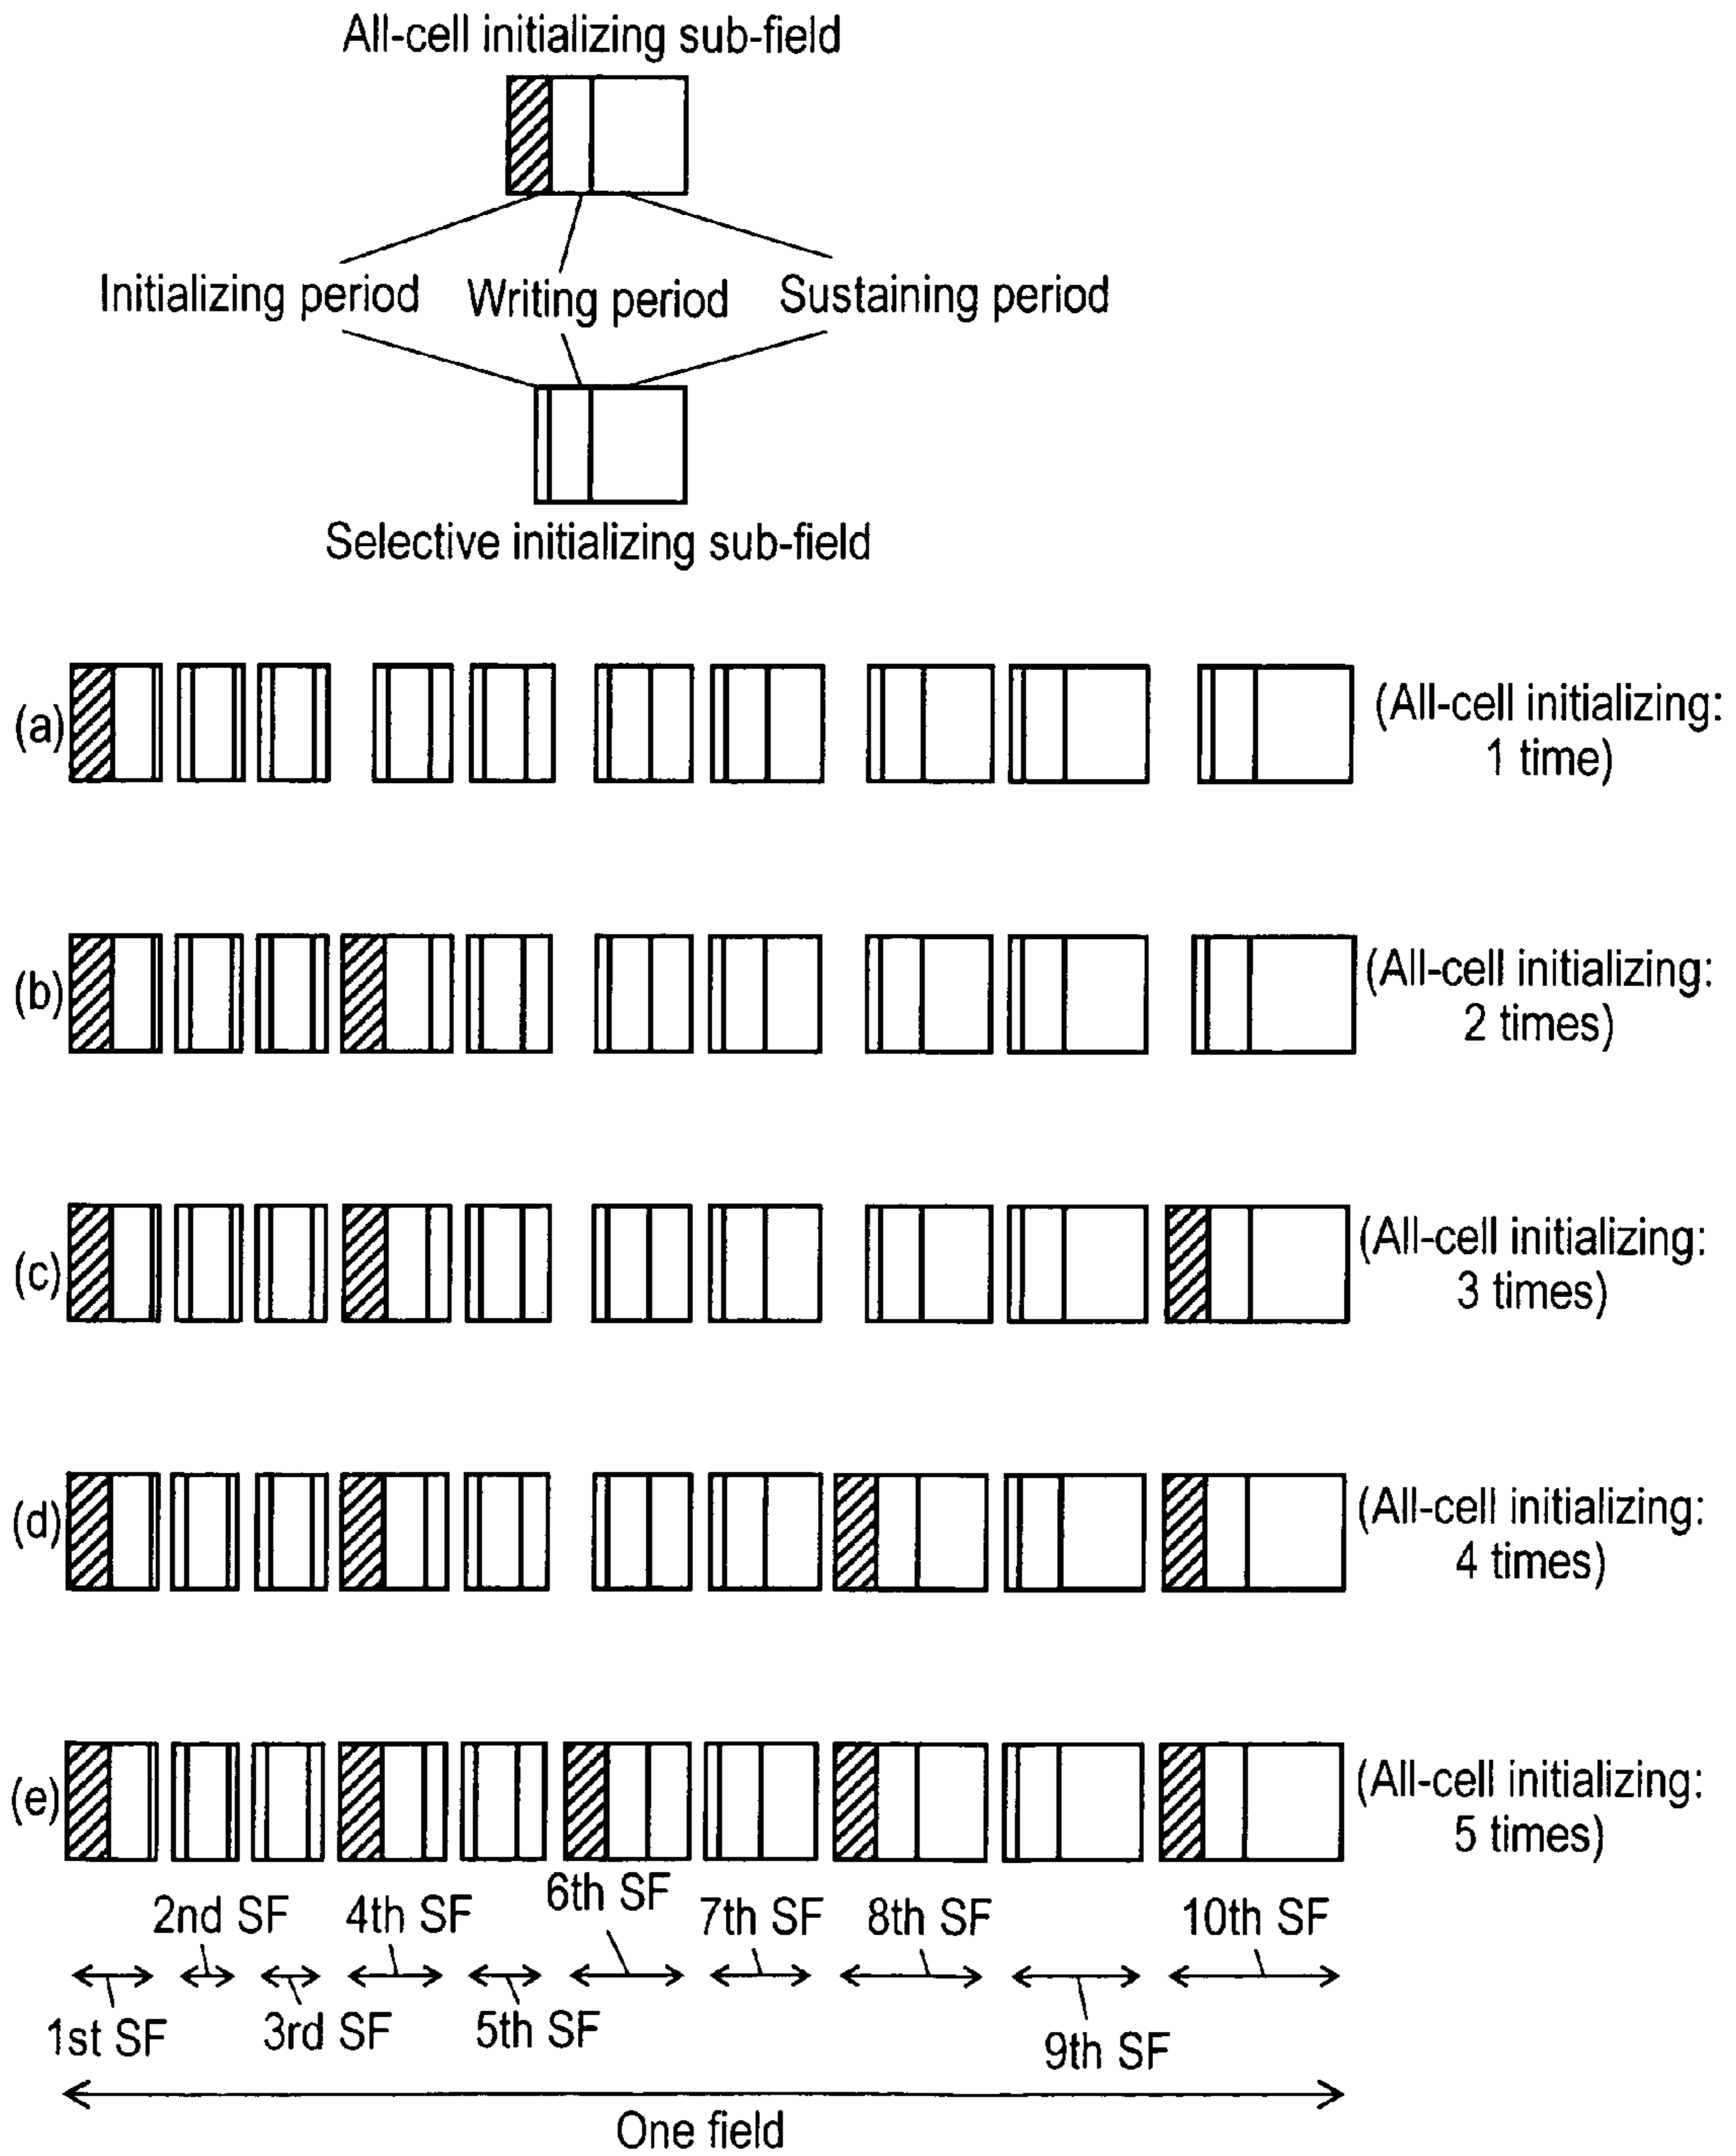 All-cell initializing sub-field
Initializing period
Writing period
Sustaining period
Selective initializing sub-field
(a)
(All-cell initializing:
1 time)
(b)
(All-cell initializing:
2 times)
(c)
(All-cell initializing:
3 times)
(d)
(All-cell initializing:
4 times)
(e)
(All-cell initializing:
5 times)
2nd SF
4th SF
6th SF
7th SF
8th SF
10th SF
1st SF
3rd SF
5th SF
9th SF
One field